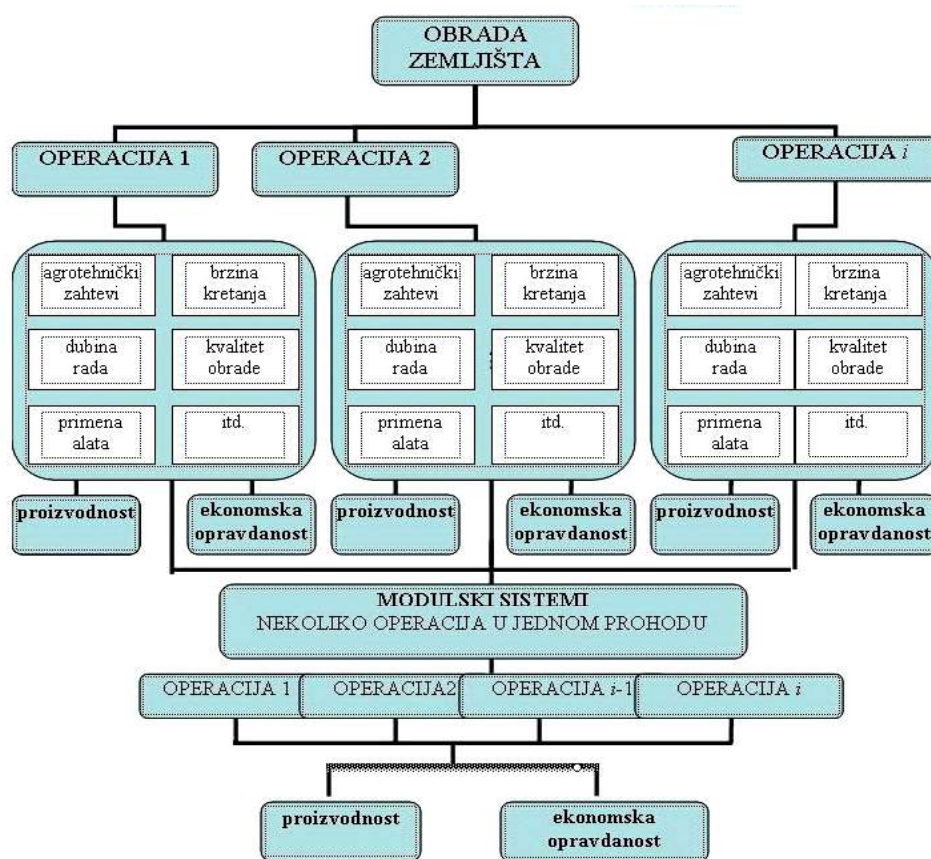 OBRADA
ZEMLJIŠTA
OPERACIJA 1
OPERACIJA 2
OPERACIJA i
agrotehnički
zahtevi
brzina
kretanja
dubina
rada
kvalitet
obrade
primena
alata
itd.
agrotehnički
zahtevi
brzina
kretanja
dubina
rada
kvalitet
obrade
primena
alata
itd.
agrotehnički
zahtevi
brzina
kretanja
dubina
rada
kvalitet
obrade
primena
alata
itd.
proizvodnost
ekonomska
opravdanost
proizvodnost
ekonomska
opravdanost
proizvodnost
ekonomska
opravdanost
MODULSKI SISTEMI
NEKOLIKO OPERACIJA U JEDNOM PROHODU
OPERACIJA 1
OPERACIJA2
OPERACIJA i-1
OPERACIJA i
proizvodnost
ekonomska
opravdanost